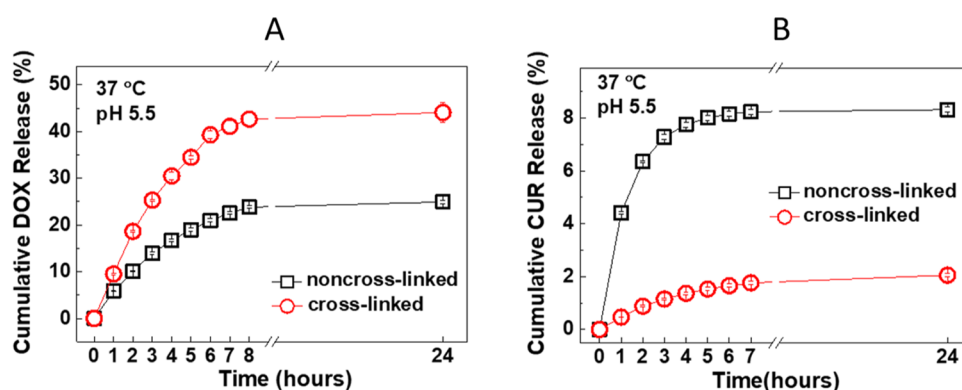 A
Cumulative DOX Release (%)
50
40
30
20
10
0
37 °C
pH 5.5
noncross-linked
cross-linked
0 1 2 3 4 5 6 7 8 24
Time (hours)
B
Cumulative CUR Release (%)
8
6
4
2
0
37 °C
pH 5.5
noncross-linked
cross-linked
0 1 2 3 4 5 6 7 24
Time(hours)